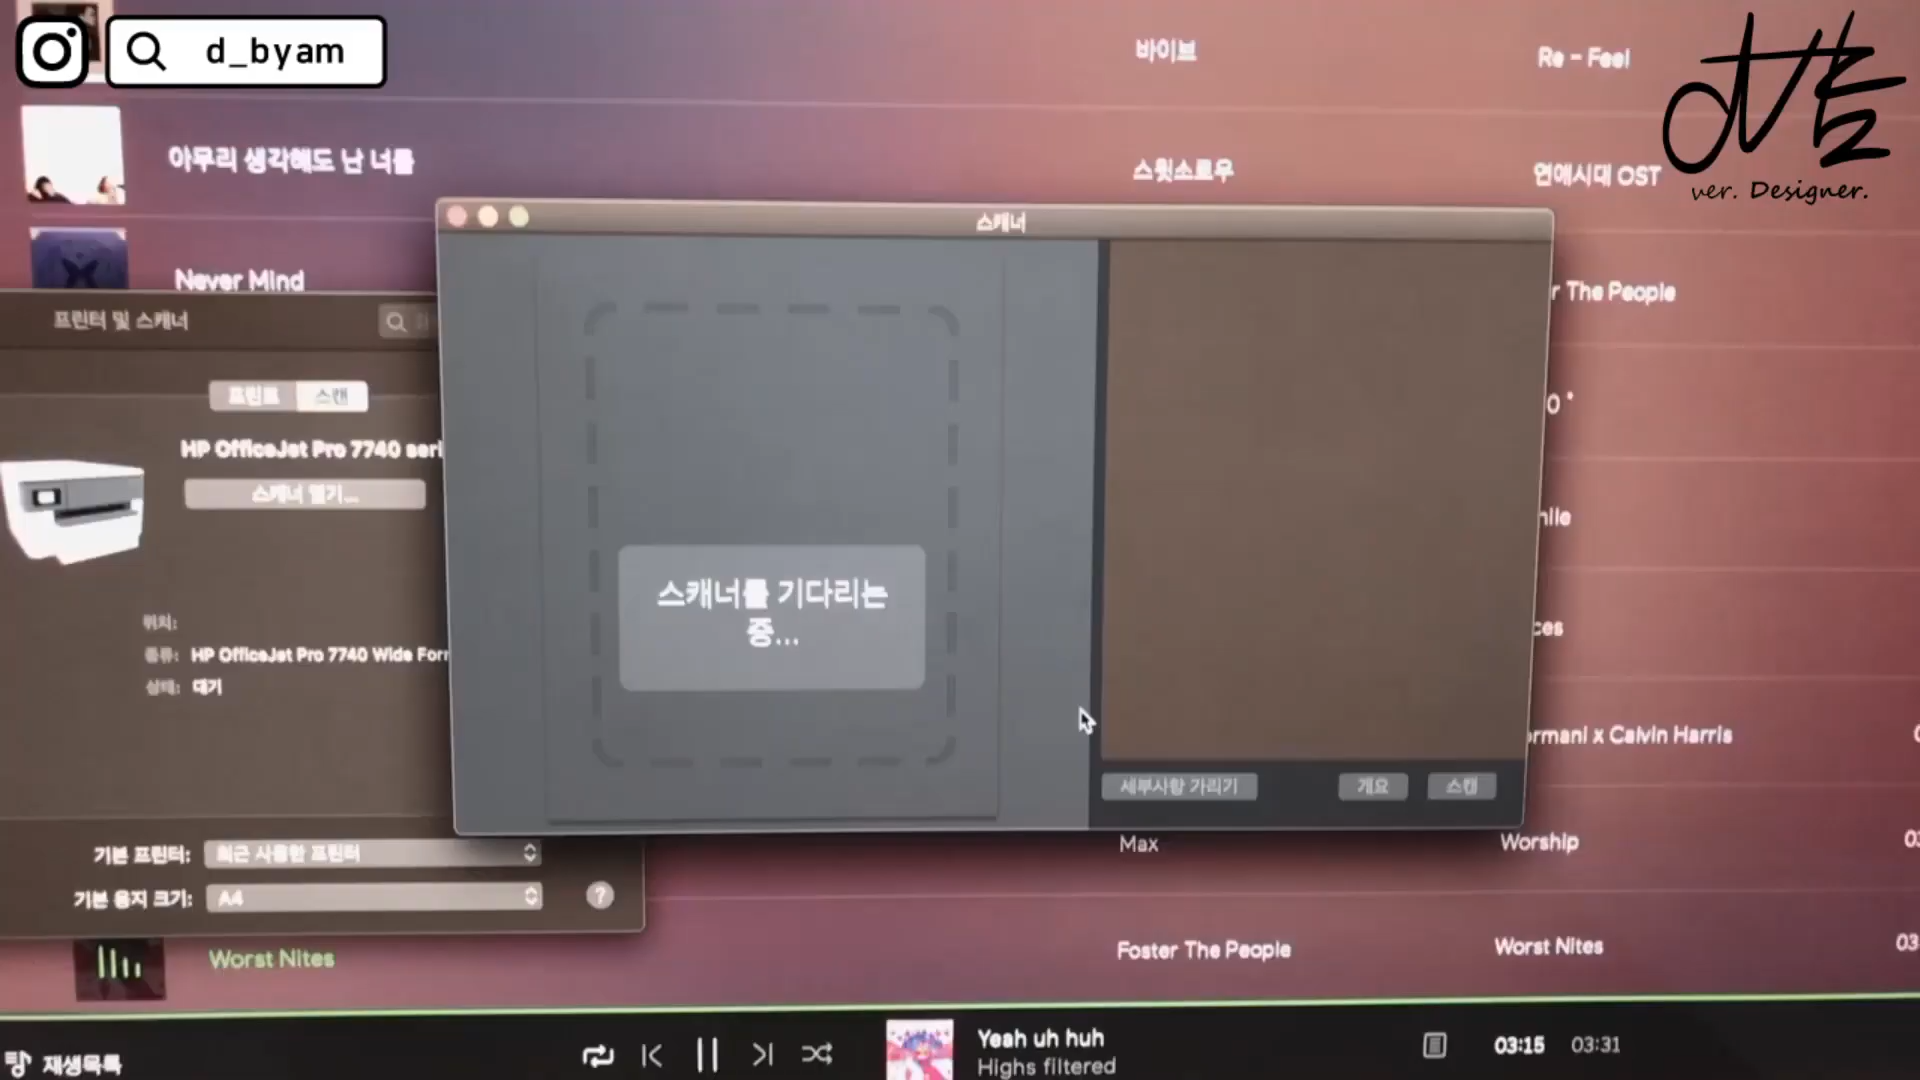 d_byam
바이브
Re - Feel
아무리 생각해도 난 너를
스윗소로우
연애시대 OST
ver. Designer.
스캐너
Never Mind
r The People
프린터 및 스캐너
프린트
스캔
0 °
HP OfficeJet Pro 7740 seri
스캐너 열기...
hile
스캐너를 기다리는
중...
위치:
종류: HP OfficeJet Pro 7740 Wide Forr
상태: 대기
ces
ormani x Calvin Harris
세부사항 가리기
개요
스캔
기본 프린터: 최근 사용한 프린터
Max
Worship
03
기본 용지 크기: A4
?
Worst Nites
Foster The People
Worst Nites
03
재생목록
Yeah uh huh
Highs filtered
03:15
03:31